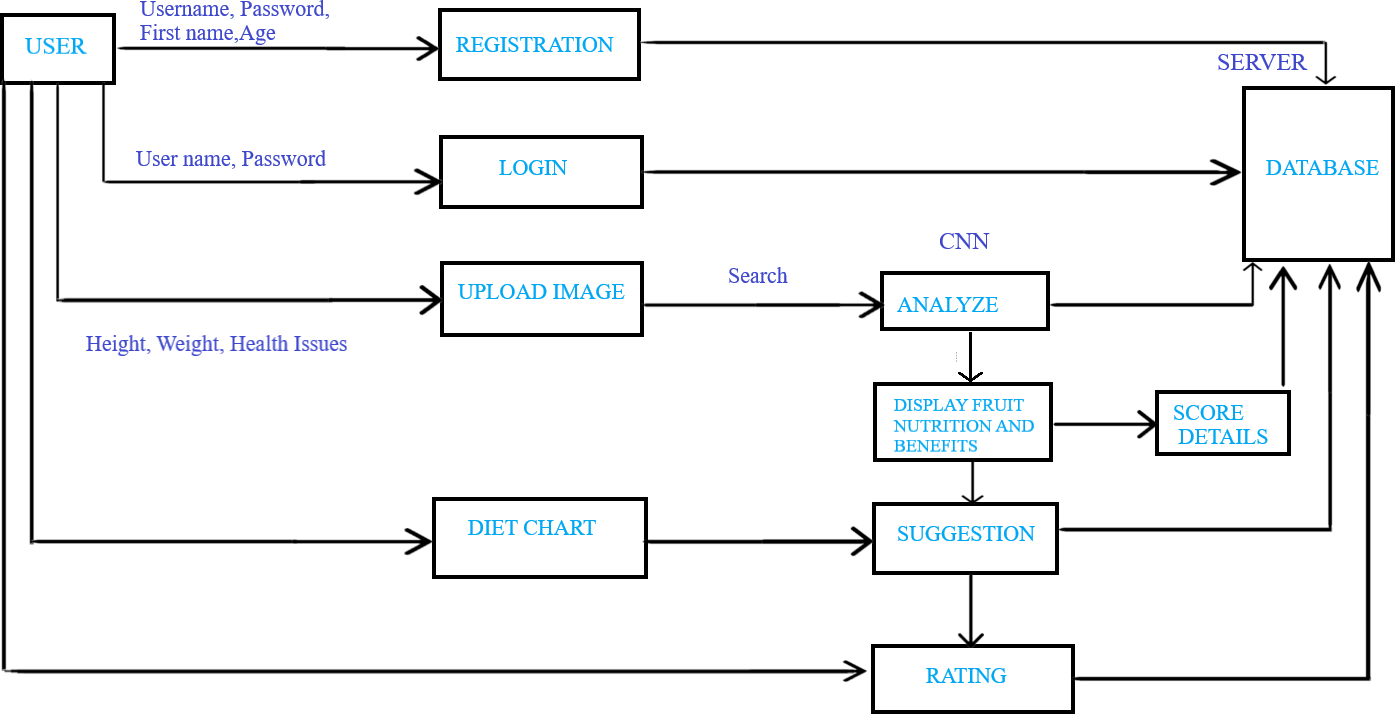 Username, Password,
First name,Age
USER
REGISTRATION
SERVER
User name, Password
LOGIN
DATABASE
CNN
Search
UPLOAD IMAGE
ANALYZE
Height, Weight, Health Issues
DISPLAY FRUIT
NUTRITION AND
BENEFITS
SCORE
DETAILS
DIET CHART
SUGGESTION
RATING